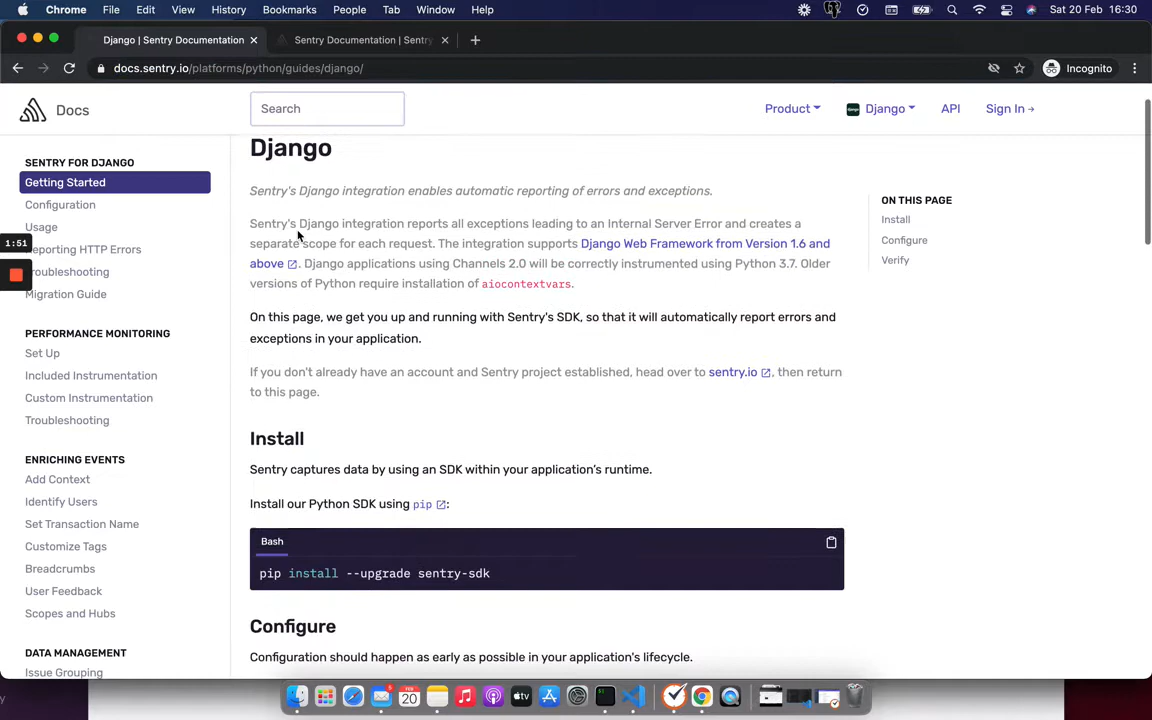 Chrome File Edit View History Bookmarks People Tab Window Help Sat 20 Feb 16:30
Django | Sentry Documentation Sentry Documentation | Sentry
docs.sentry.io/platforms/python/guides/django/ Incognito
Docs Search Product Django API Sign In →
SENTRY FOR DJANGO
Getting Started
Configuration
Usage
Reporting HTTP Errors
Troubleshooting
Migration Guide
1:51
PERFORMANCE MONITORING
Set Up
Included Instrumentation
Custom Instrumentation
Troubleshooting
ENRICHING EVENTS
Add Context
Identify Users
Set Transaction Name
Customize Tags
Breadcrumbs
User Feedback
Scopes and Hubs
DATA MANAGEMENT
Issue Grouping
Django
Sentry's Django integration enables automatic reporting of errors and exceptions.
Sentry's Django integration reports all exceptions leading to an Internal Server Error and creates a
separate scope for each request. The integration supports Django Web Framework from Version 1.6 and
above. Django applications using Channels 2.0 will be correctly instrumented using Python 3.7. Older
versions of Python require installation of aiocontextvars.
On this page, we get you up and running with Sentry's SDK, so that it will automatically report errors and
exceptions in your application.
If you don't already have an account and Sentry project established, head over to sentry.io, then return
to this page.
Install
Sentry captures data by using an SDK within your application's runtime.
Install our Python SDK using pip:
Bash
pip install --upgrade sentry-sdk
Configure
Configuration should happen as early as possible in your application's lifecycle.
ON THIS PAGE
Install
Configure
Verify